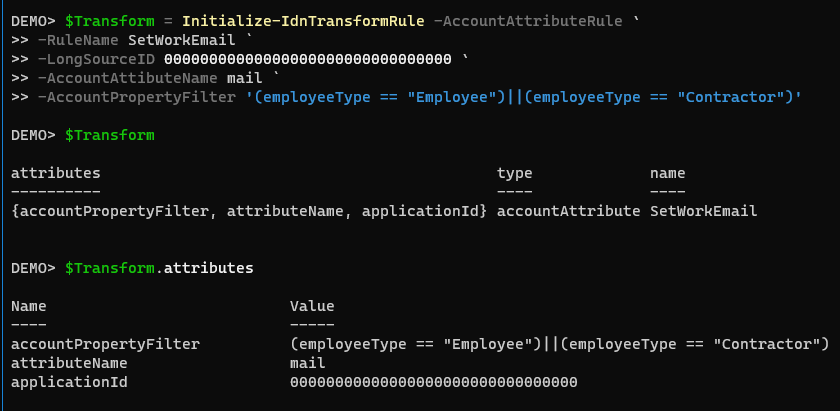 DEMO> $Transform = Initialize-IdnTransformRule -AccountAttributeRule `
>> -RuleName SetWorkEmail `
>> -LongSourceID 00000000000000000000000000000000 `
>> -AccountAttibuteName mail `
>> -AccountPropertyFilter '(employeeType == "Employee")||(employeeType == "Contractor")'
DEMO> $Transform
attributes type name
---------- ---- ----
{accountPropertyFilter, attributeName, applicationId} accountAttribute SetWorkEmail
DEMO> $Transform.attributes
Name Value
---- -----
accountPropertyFilter (employeeType == "Employee")||(employeeType == "Contractor")
attributeName mail
applicationId 00000000000000000000000000000000